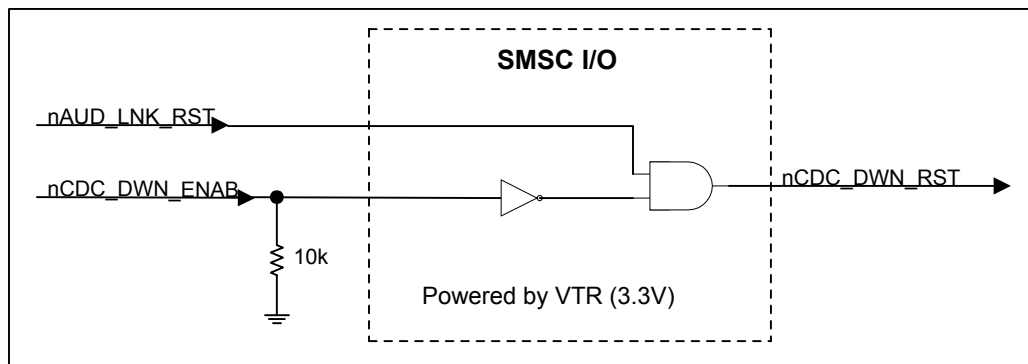 SMSC I/O
nAUD_LNK_RST
nCDC_DWN_ENAB
nCDC_DWN_RST
10k
Powered by VTR (3.3V)